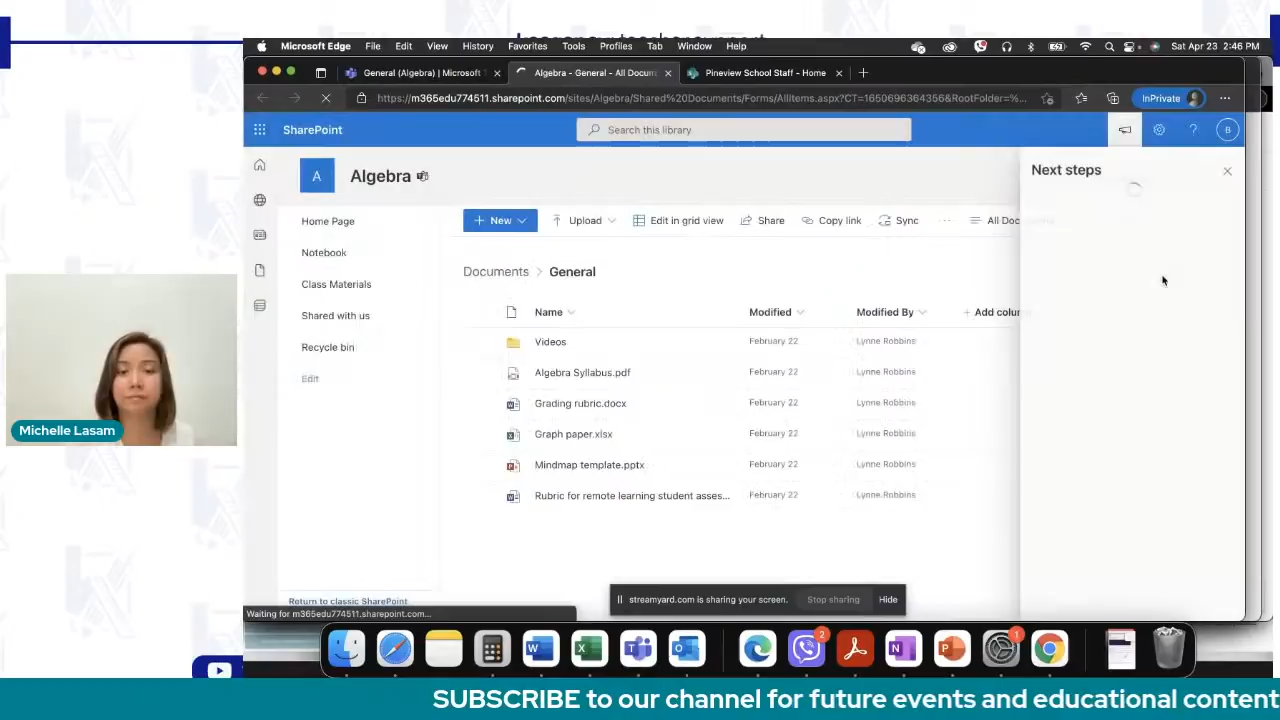 Microsoft Edge File Edit View History Favorites Tools Profiles Tab Window Help Sat Apr 23 2:46 PM
General (Algebra) | Microsoft T
Algebra - General - All Docum
Pineview School Staff - Home
https://m365edu774511.sharepoint.com/sites/Algebra/Shared%20Documents/Forms/AllItems.aspx?CT=1650696364356&RootFolder=%...
InPrivate
SharePoint
Search this library
? B
Next steps
A
Algebra
Home Page
Notebook
Class Materials
Shared with us
Recycle bin
Edit
+ New
Upload
Edit in grid view
Share
Copy link
Sync
...
All Doc
Documents > General
Name Modified Modified By + Add colu
Videos February 22 Lynne Robbins
Algebra Syllabus.pdf February 22 Lynne Robbins
Grading rubric.docx February 22 Lynne Robbins
Graph paper.xlsx February 22 Lynne Robbins
Mindmap template.pptx February 22 Lynne Robbins
Rubric for remote learning student asses... February 22 Lynne Robbins
Michelle Lasam
Return to classic SharePoint
Waiting for m365edu774511.sharepoint.com...
streamyard.com is sharing your screen. Stop sharing Hide
2
1
SUBSCRIBE to our channel for future events and educational content